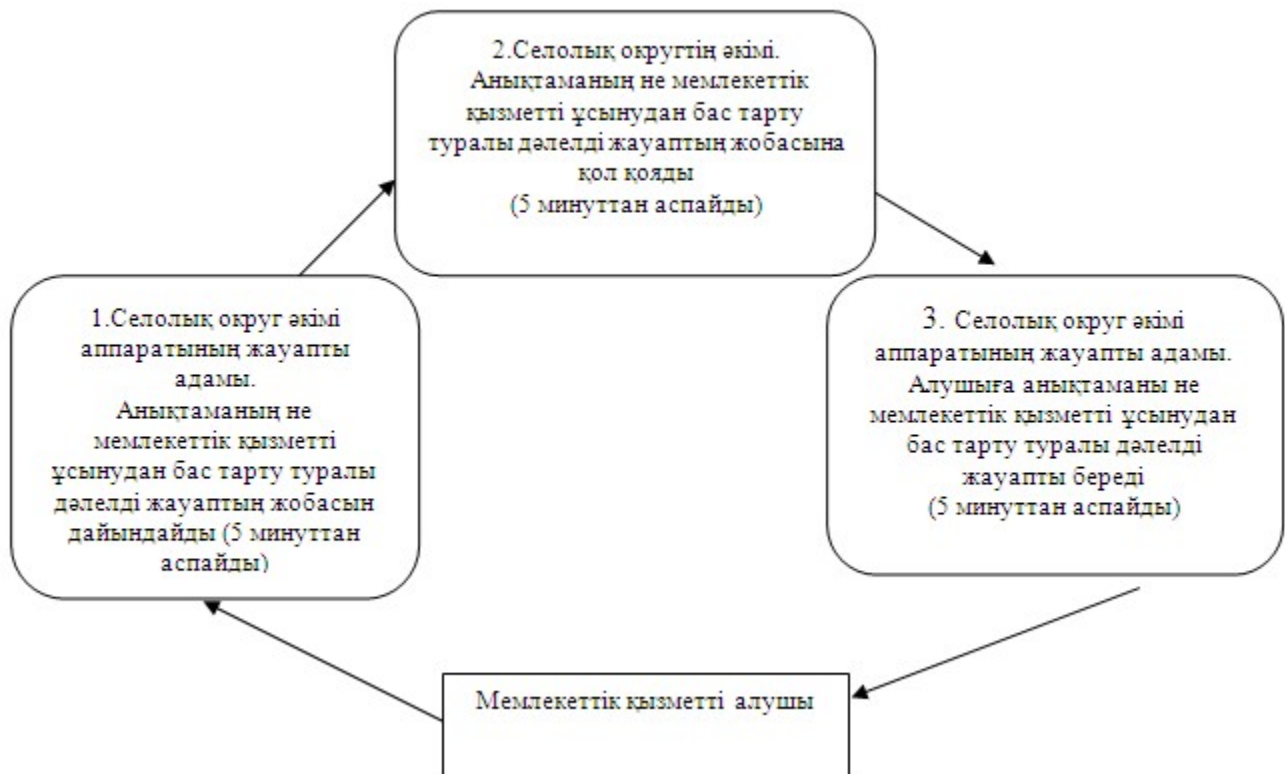 2.Селолық округтің әкімі.
Анықтаманың не мемлекеттік
қызметті ұсынудан бас тарту
туралы дәлелді жауаптың жобасына
қол қояды
(5 минуттан аспайды)
1.Селолық округ әкімі
аппаратының жауапты
адамы.
Анықтаманың не
мемлекеттік қызметті
ұсынудан бас тарту туралы
дәлелді жауаптың жобасын
дайындайды (5 минуттан
аспайды)
3. Селолық округ әкімі
аппаратының жауапты адамы.
Алушыға анықтаманы не
мемлекеттік қызметті ұсынудан
бас тарту туралы дәлелді
жауапты береді
(5 минуттан аспайды)
Мемлекеттік қызметті алушы